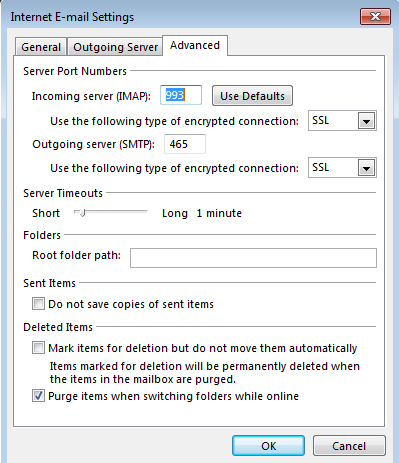 Internet E-mail Settings
General Outgoing Server Advanced
Server Port Numbers
Incoming server (IMAP): 993 Use Defaults
Use the following type of encrypted connection: SSL
Outgoing server (SMTP): 465
Use the following type of encrypted connection: SSL
Server Timeouts
Short Long 1 minute
Folders
Root folder path:
Sent Items
Do not save copies of sent items
Deleted Items
Mark items for deletion but do not move them automatically
Items marked for deletion will be permanently deleted when
the items in the mailbox are purged.
Purge items when switching folders while online
OK Cancel